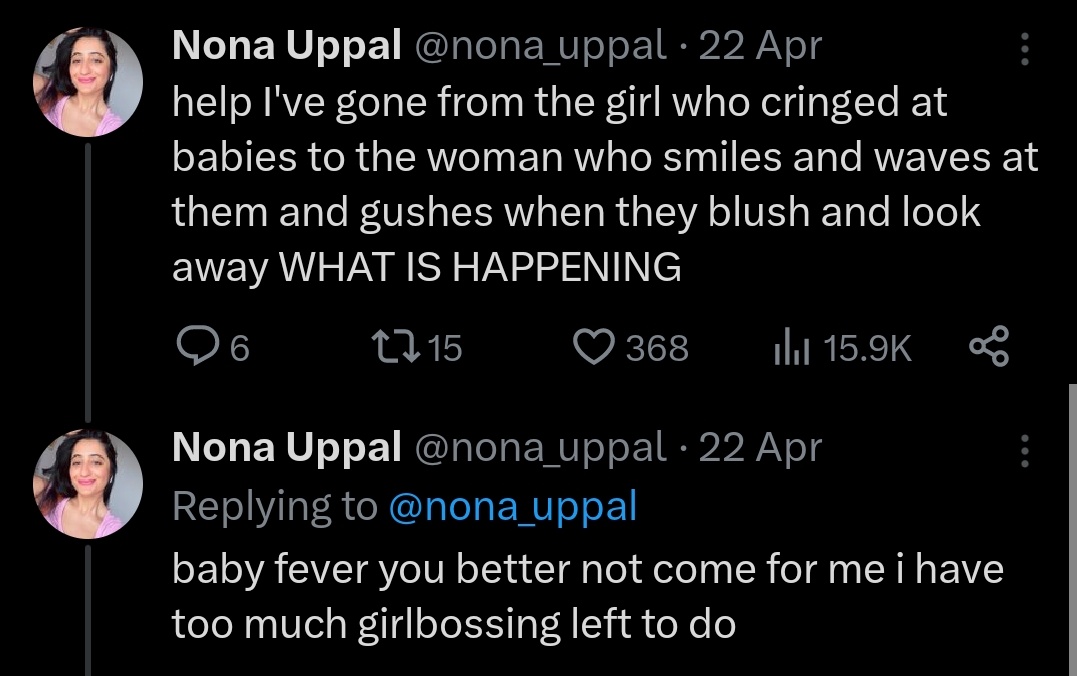 Nona Uppal @nona_uppal · 22 Apr
help I've gone from the girl who cringed at
babies to the woman who smiles and waves at
them and gushes when they blush and look
away WHAT IS HAPPENING
6 15 368 15.9K
Nona Uppal @nona_uppal · 22 Apr
Replying to @nona_uppal
baby fever you better not come for me i have
too much girlbossing left to do